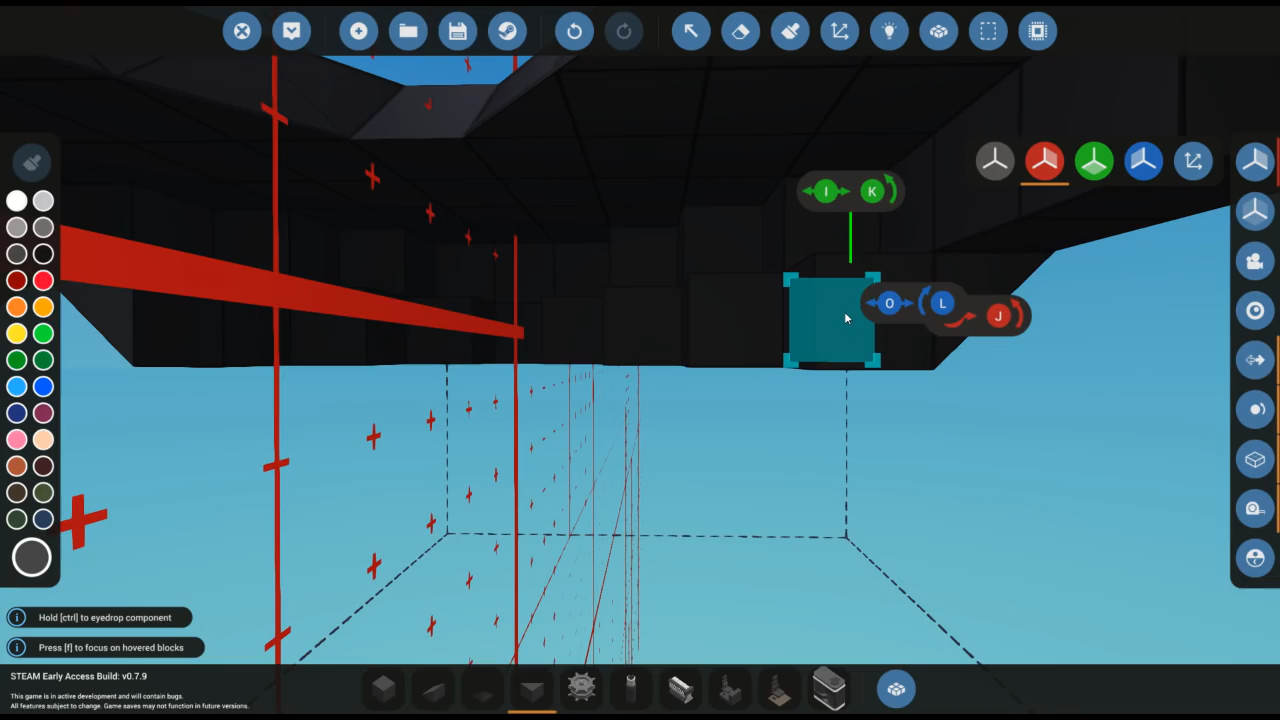 I K
O L
J
Hold [ctrl] to eyedrop component
Press [f] to focus on hovered blocks
STEAM Early Access Build: v0.7.9
This game is in active development and will contain bugs.
All features subject to change. Game saves may not function in future versions.